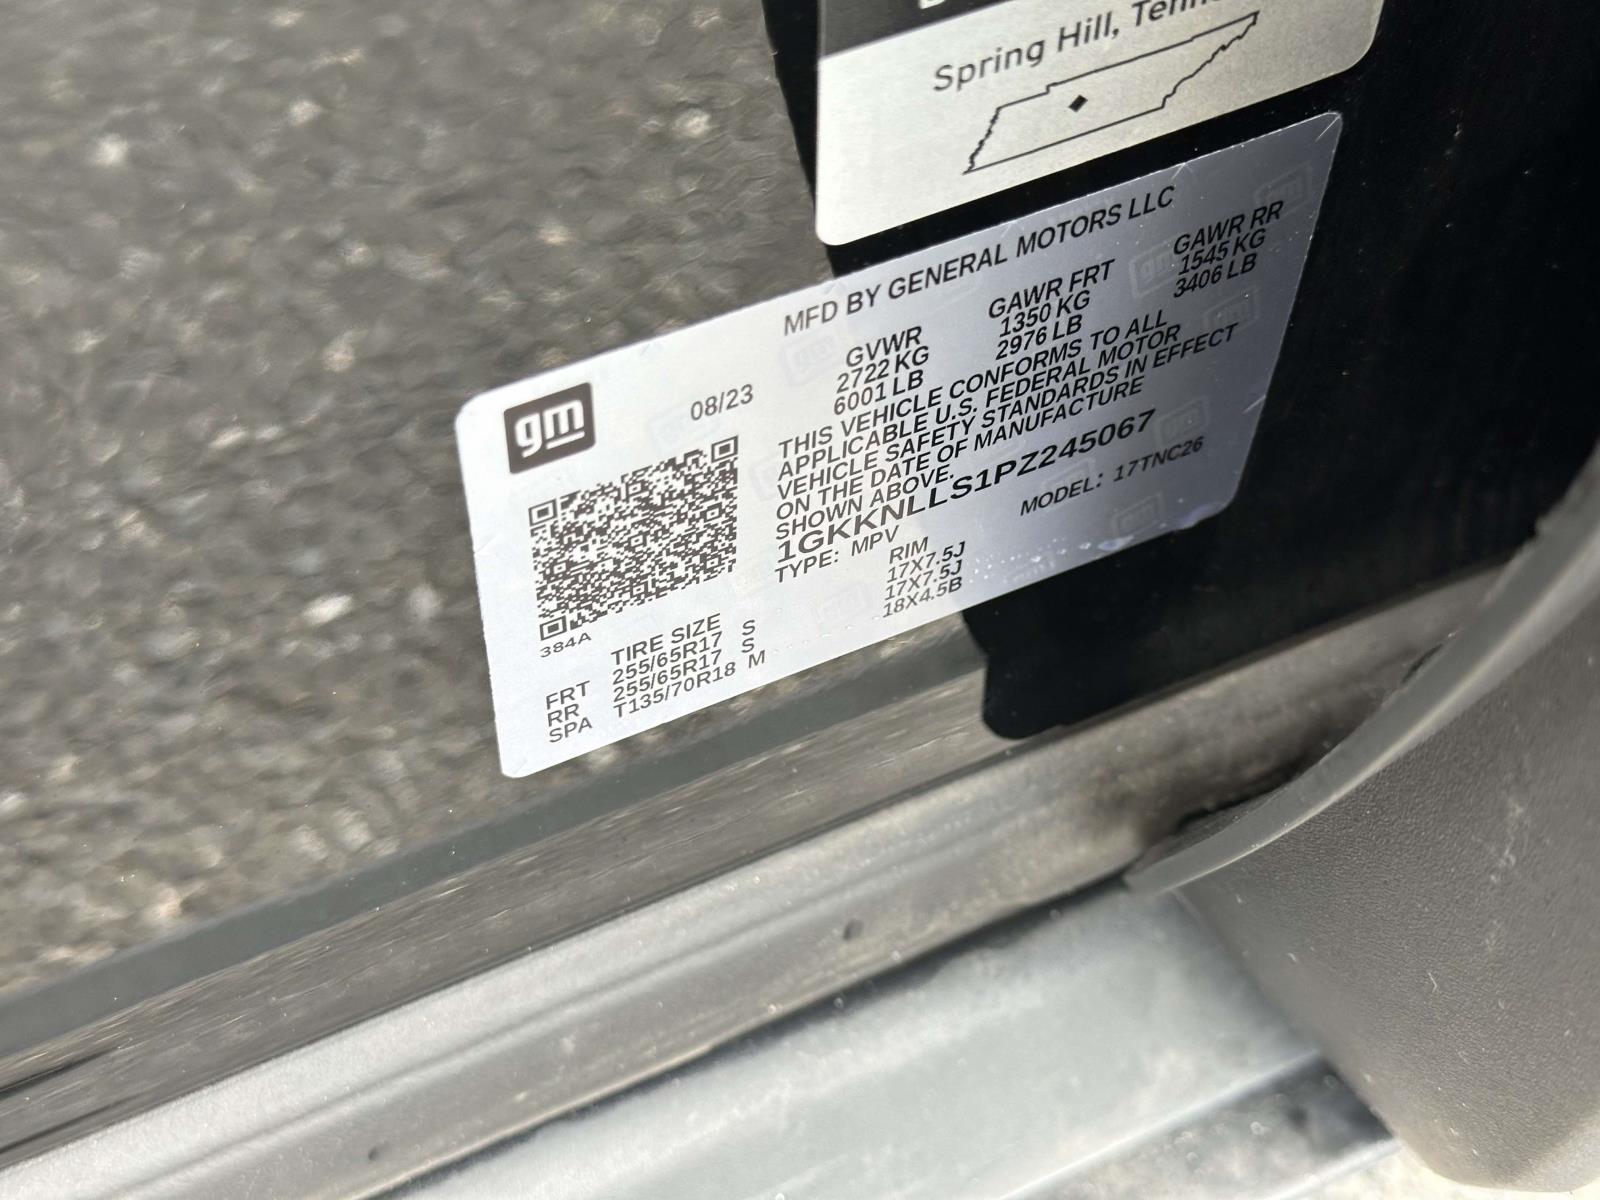 Spring Hill,
MFD BY GENERAL MOTORS LLC
gm
08/23
GVWR GAWR FRT GAWR RR
2722 KG 1350 KG 1545 KG
6001 LB 2976 LB 3406 LB
THIS VEHICLE CONFORMS TO ALL
APPLICABLE U.S. FEDERAL MOTOR
VEHICLE SAFETY STANDARDS IN EFFECT
ON THE DATE OF MANUFACTURE
SHOWN ABOVE.
1GKKNLLS1PZ245067
TYPE: MPV MODEL: 17TNC26
384A
TIRE SIZE RIM
FRT 255/65R17 S 17X7.5J
RR 255/65R17 S 17X7.5J
SPA T135/70R18 M 18X4.5B